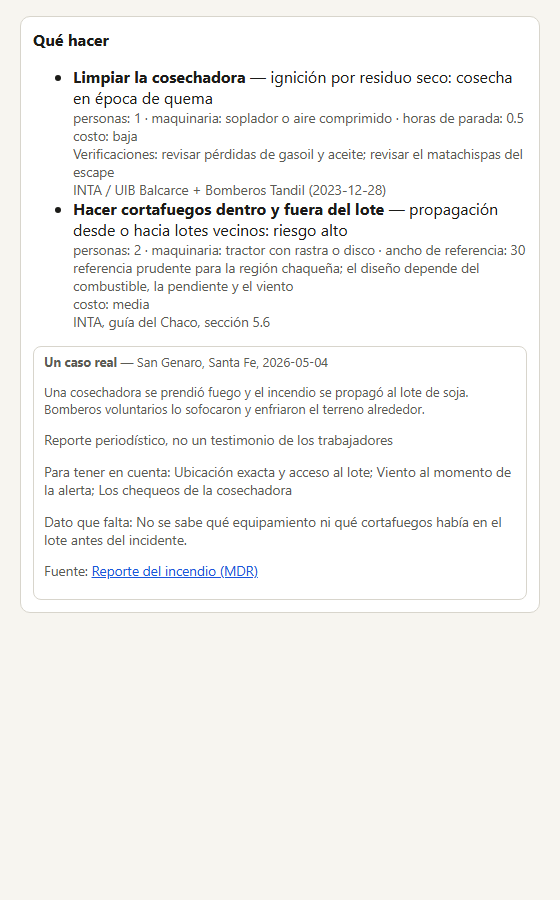 Qué hacer
Limpiar la cosechadora — ignición por residuo seco: cosecha
en época de quema
personas: 1 · maquinaria: soplador o aire comprimido · horas de parada: 0.5
costo: baja
Verificaciones: revisar pérdidas de gasoil y aceite; revisar el matachispas del
escape
INTA / UIB Balcarce + Bomberos Tandil (2023-12-28)
Hacer cortafuegos dentro y fuera del lote — propagación
desde o hacia lotes vecinos: riesgo alto
personas: 2 · maquinaria: tractor con rastra o disco · ancho de referencia: 30
referencia prudente para la región chaqueña; el diseño depende del
combustible, la pendiente y el viento
costo: media
INTA, guía del Chaco, sección 5.6
Un caso real — San Genaro, Santa Fe, 2026-05-04
Una cosechadora se prendió fuego y el incendio se propagó al lote de soja.
Bomberos voluntarios lo sofocaron y enfriaron el terreno alrededor.
Reporte periodístico, no un testimonio de los trabajadores
Para tener en cuenta: Ubicación exacta y acceso al lote; Viento al momento de
la alerta; Los chequeos de la cosechadora
Dato que falta: No se sabe qué equipamiento ni qué cortafuegos había en el
lote antes del incidente.
Fuente: Reporte del incendio (MDR)